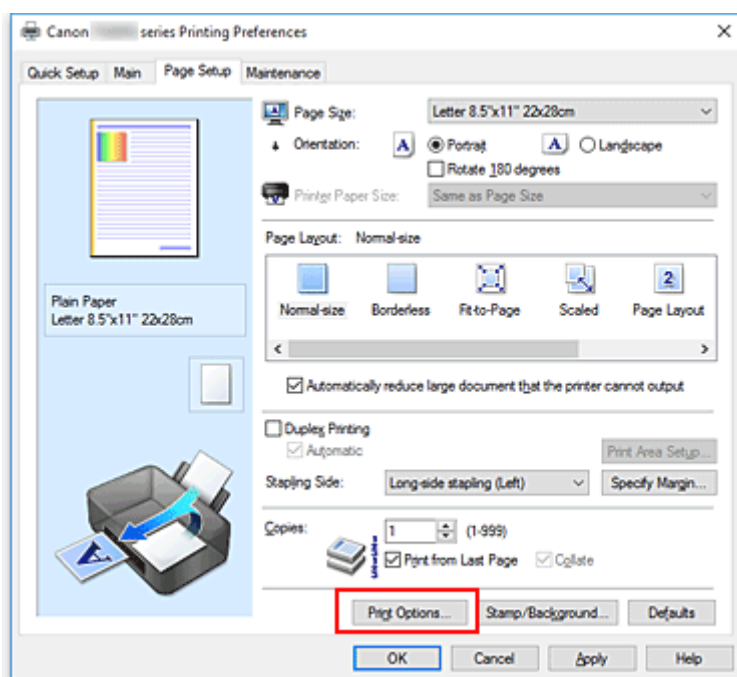 Canon series Printing Preferences
Quick Setup Main Page Setup Maintenance
Page Size: Letter 8.5"x11" 22x28cm
Orientation: A Portrait A Landscape
Rotate 180 degrees
Printer Paper Size: Same as Page Size
Page Layout: Normal-size
2
Normal-size Borderless Fit-to-Page Scaled Page Layout
Plain Paper
Letter 8.5"x11" 22x28cm
Automatically reduce large document that the printer cannot output
Duplex Printing
Automatic
Print Area Setup...
Stapling Side: Long-side stapling (Left) Specify Margin...
Copies: 1 (1-999)
Print from Last Page Collate
A
Print Options... Stamp/Background... Defaults
OK Cancel Apply Help